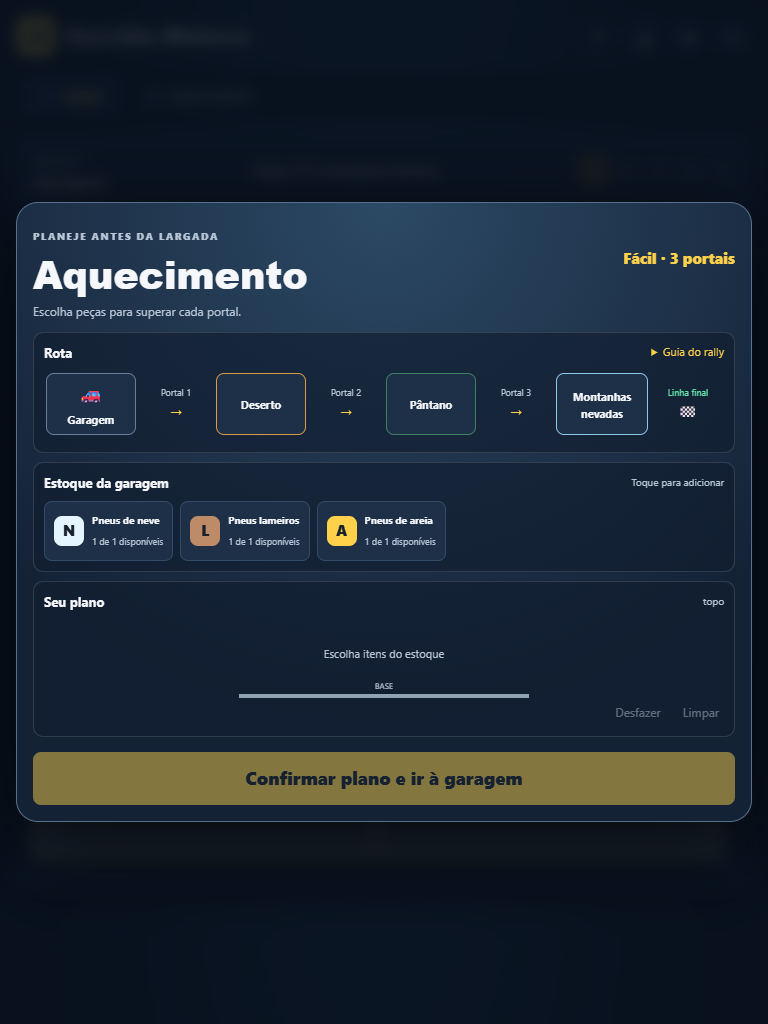 PLANEJE ANTES DA LARGADA
Aquecimento
Fácil · 3 portais
Escolha peças para superar cada portal.
Rota
▶ Guia do rally
Garagem
Portal 1
→
Deserto
Portal 2
→
Pântano
Portal 3
→
Montanhas
nevadas
Linha final
Estoque da garagem
Toque para adicionar
N
Pneus de neve
1 de 1 disponíveis
L
Pneus lameiros
1 de 1 disponíveis
A
Pneus de areia
1 de 1 disponíveis
Seu plano
topo
Escolha itens do estoque
BASE
Desfazer
Limpar
Confirmar plano e ir à garagem